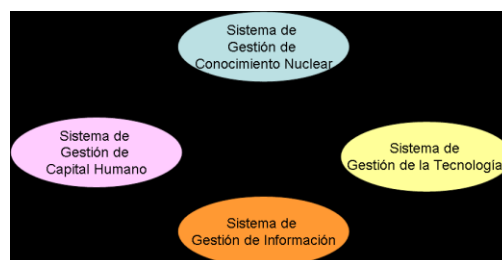 Sistema de
Gestión de
Conocimiento Nuclear
Sistema de
Gestión de
Capital Humano
Sistema de
Gestión de la Tecnología
Sistema de
Gestión de Información